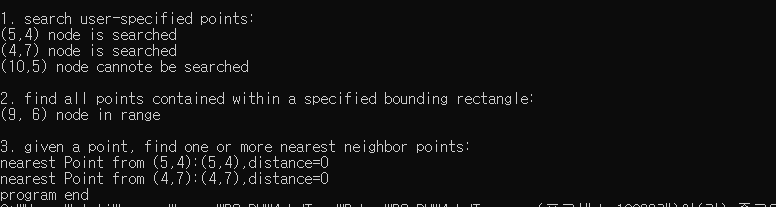 1. search user-specified points:
(5,4) node is searched
(4,7) node is searched
(10,5) node cannote be searched
2. find all points contained within a specified bounding rectangle:
(9, 6) node in range
3. given a point, find one or more nearest neighbor points:
nearest Point from (5,4):(5,4),distance=0
nearest Point from (4,7):(4,7),distance=0
program end